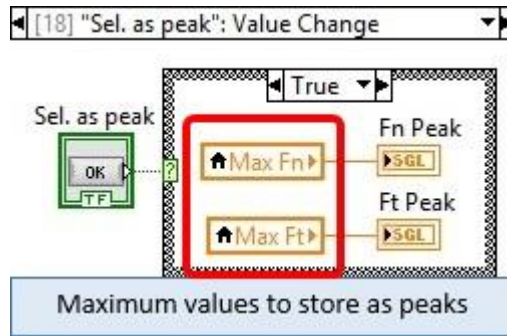 [18] "Sel. as peak": Value Change
True
Sel. as peak
OK
TF
?
Max Fn
Fn Peak
SGL
Max Ft
Ft Peak
SGL
Maximum values to store as peaks